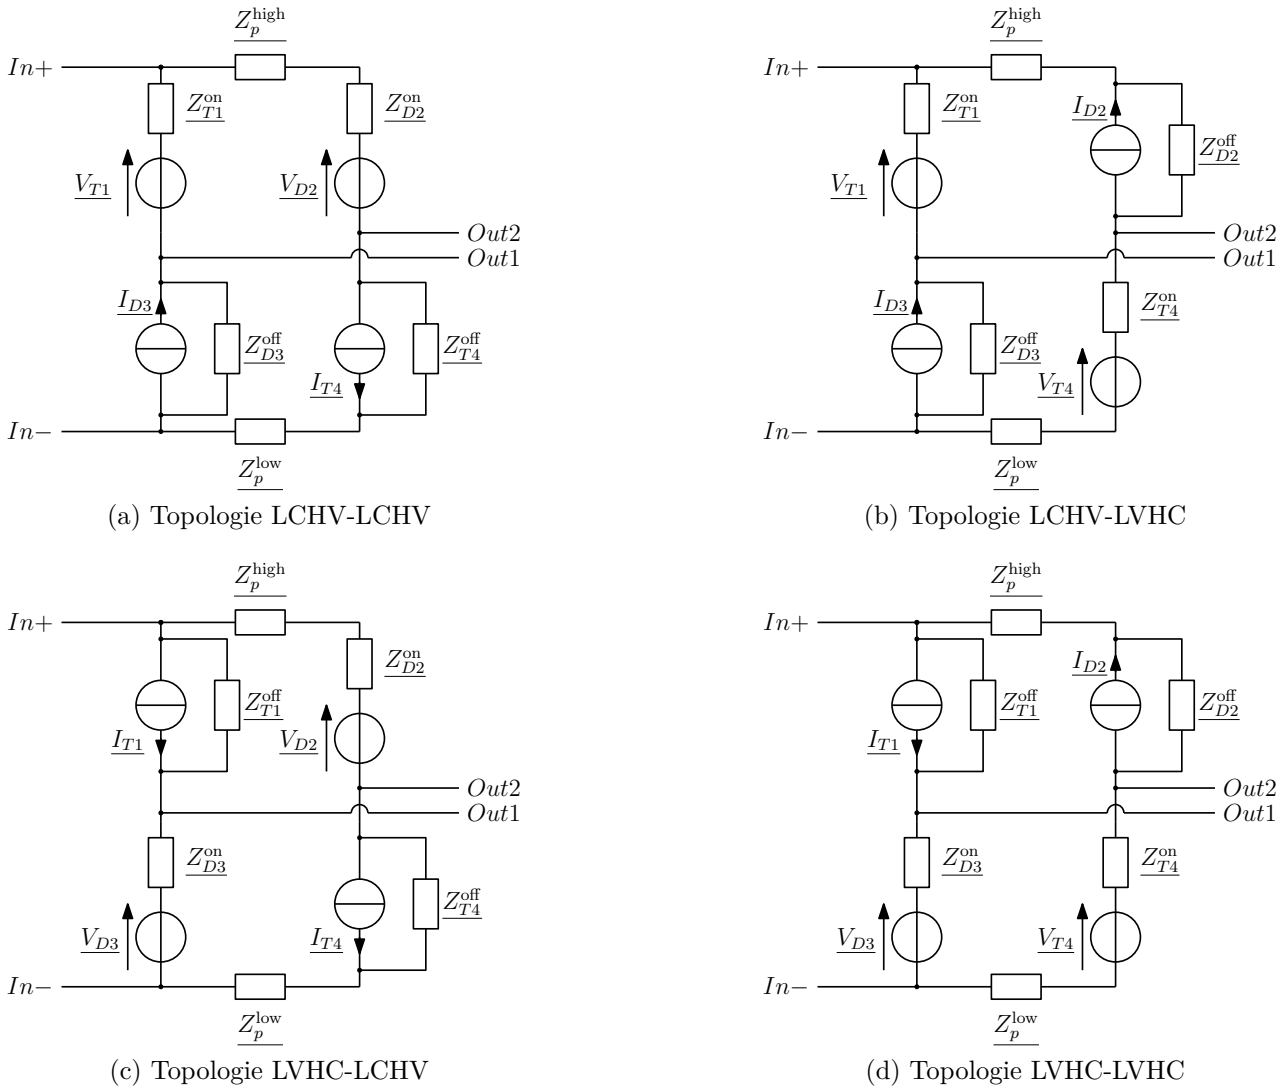 Z_p^high
In+
Z_T1^on
Z_D2^on
V_T1
V_D2
Out2
Out1
I_D3
Z_D3^off
Z_T4^off
I_T4
In−
Z_p^low
(a) Topologie LCHV-LCHV
Z_p^high
In+
Z_T1^on
I_D2
Z_D2^off
V_T1
Out2
Out1
I_D3
Z_D3^off
Z_T4^on
V_T4
In−
Z_p^low
(b) Topologie LCHV-LVHC
Z_p^high
In+
Z_D2^on
Z_T1^off
I_T1
V_D2
Out2
Out1
Z_D3^on
Z_T4^off
V_D3
I_T4
In−
Z_p^low
(c) Topologie LVHC-LCHV
Z_p^high
In+
I_D2
Z_T1^off
Z_D2^off
I_T1
Out2
Out1
Z_D3^on
Z_T4^on
V_D3
V_T4
In−
Z_p^low
(d) Topologie LVHC-LVHC